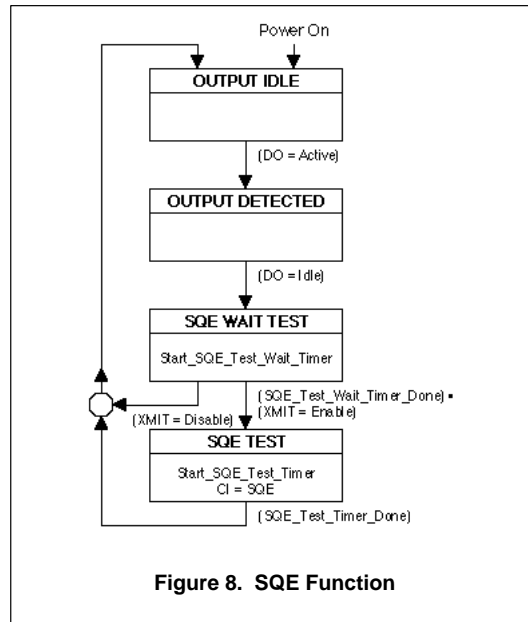 Power On
OUTPUT IDLE
(DO = Active)
OUTPUT DETECTED
(DO = Idle)
SQE WAIT TEST
Start_SQE_Test_Wait_Timer
(SQE_Test_Wait_Timer_Done) •
(XMIT = Enable)
(XMIT = Disable)
SQE TEST
Start_SQE_Test_Timer
CI = SQE
(SQE_Test_Timer_Done)
Figure 8. SQE Function